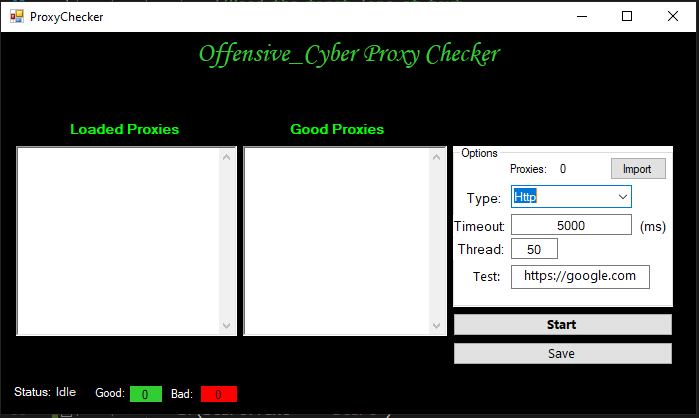 ProxyChecker
Offensive_Cyber Proxy Checker
Loaded Proxies
Good Proxies
Options
Proxies: 0
Import
Type: Http
Timeout: 5000 (ms)
Thread: 50
Test: https://google.com
Start
Save
Status: Idle
Good: 0
Bad: 0